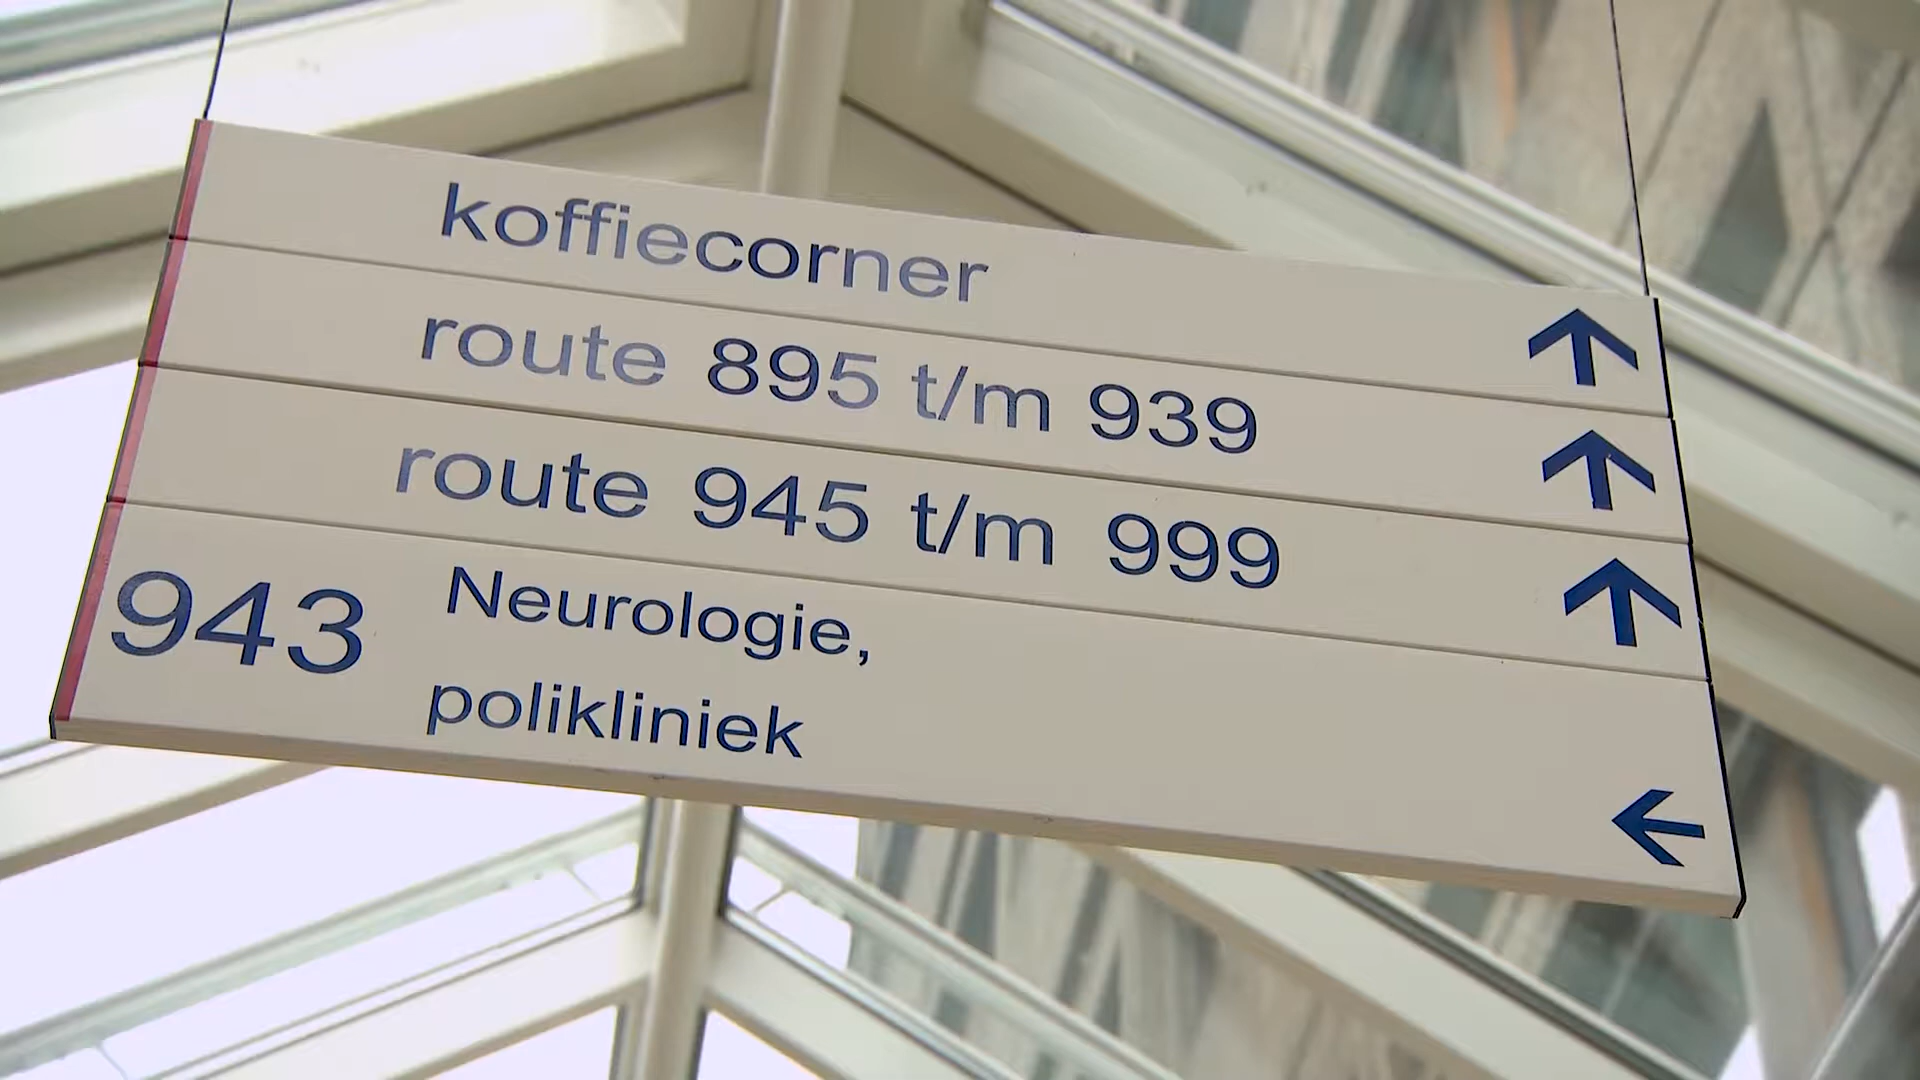 koffiecorner
route 895 t/m 939
route 945 t/m 999
943 Neurologie,
polikliniek